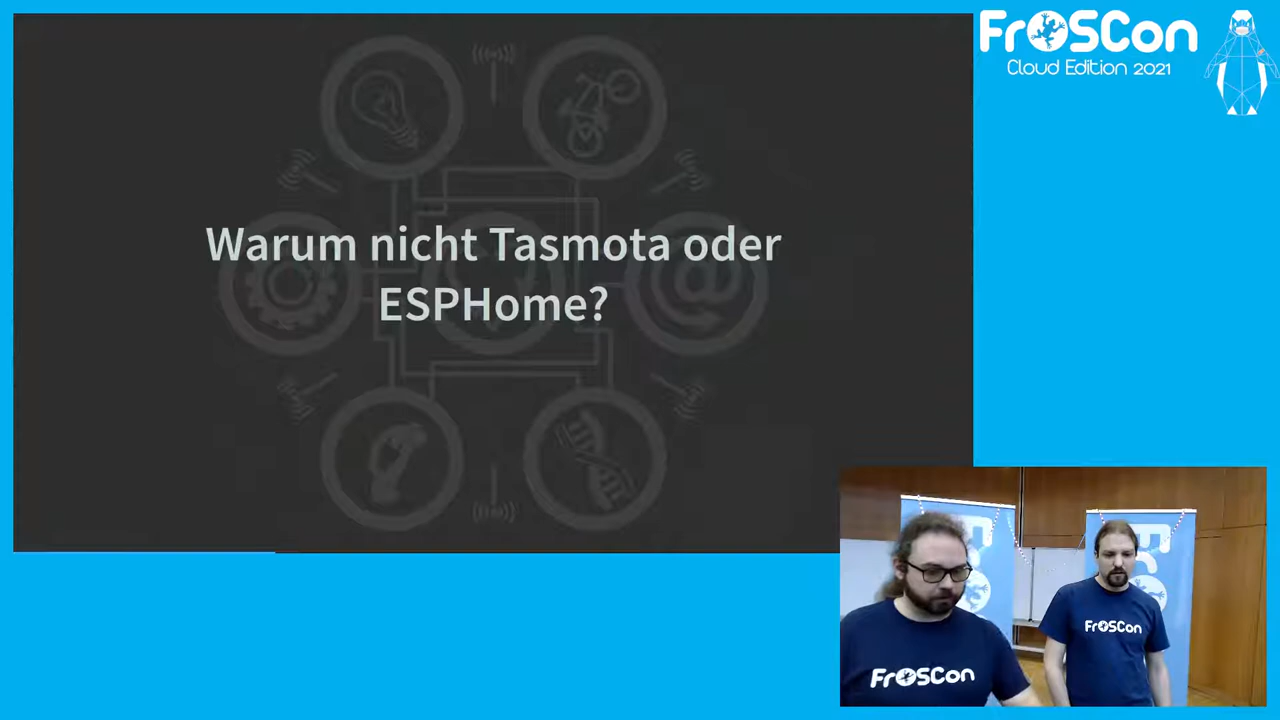 FrOSCon
Cloud Edition 2021
Warum nicht Tasmota oder
ESPHome?
FrOSCon
FrOSCon